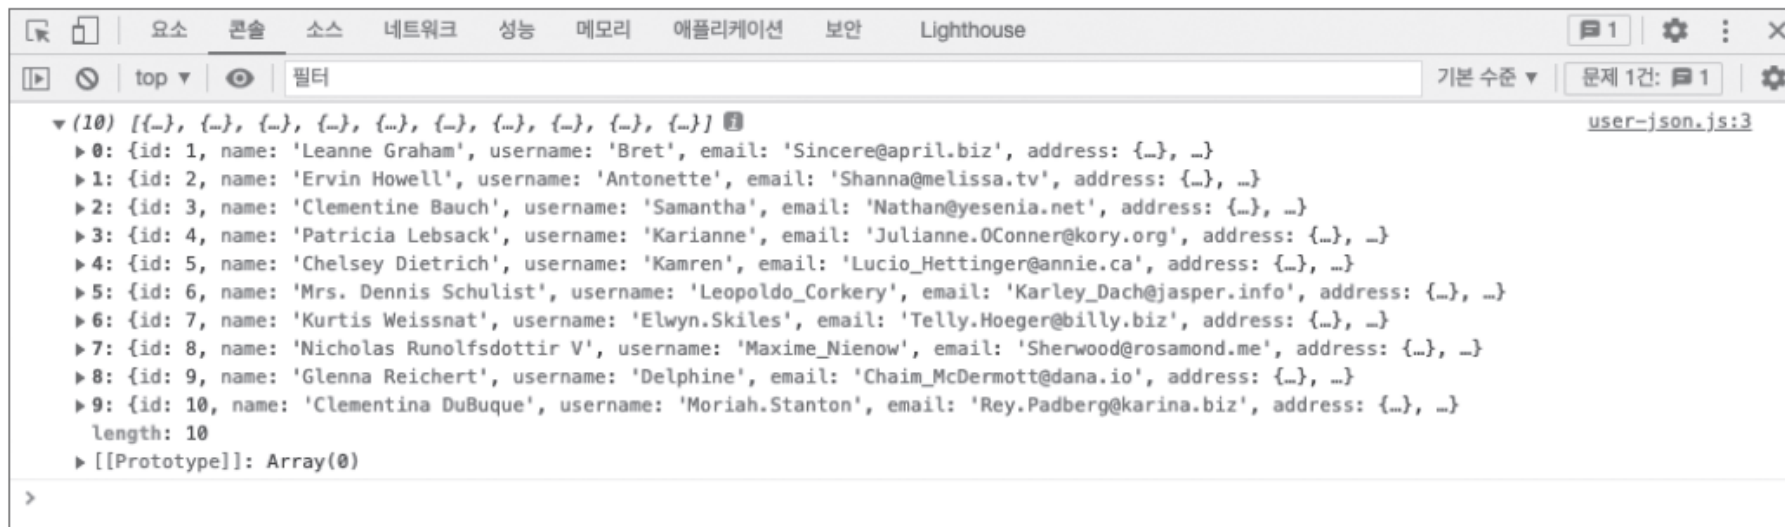 요소 콘솔 소스 네트워크 성능 메모리 애플리케이션 보안 Lighthouse 1
top ▼ 필터 기본 수준 ▼ 문제 1건: 1
▼(10) [{…}, {…}, {…}, {…}, {…}, {…}, {…}, {…}, {…}, {…}] i user-json.js:3
▶0: {id: 1, name: 'Leanne Graham', username: 'Bret', email: 'Sincere@april.biz', address: {…}, …}
▶1: {id: 2, name: 'Ervin Howell', username: 'Antonette', email: 'Shanna@melissa.tv', address: {…}, …}
▶2: {id: 3, name: 'Clementine Bauch', username: 'Samantha', email: 'Nathan@yesenia.net', address: {…}, …}
▶3: {id: 4, name: 'Patricia Lebsack', username: 'Karianne', email: 'Julianne.OConner@kory.org', address: {…}, …}
▶4: {id: 5, name: 'Chelsey Dietrich', username: 'Kamren', email: 'Lucio_Hettinger@annie.ca', address: {…}, …}
▶5: {id: 6, name: 'Mrs. Dennis Schulist', username: 'Leopoldo_Corkery', email: 'Karley_Dach@jasper.info', address: {…}, …}
▶6: {id: 7, name: 'Kurtis Weissnat', username: 'Elwyn.Skiles', email: 'Telly.Hoeger@billy.biz', address: {…}, …}
▶7: {id: 8, name: 'Nicholas Runolfsdottir V', username: 'Maxime_Nienow', email: 'Sherwood@rosamond.me', address: {…}, …}
▶8: {id: 9, name: 'Glenna Reichert', username: 'Delphine', email: 'Chaim_McDermott@dana.io', address: {…}, …}
▶9: {id: 10, name: 'Clementina DuBuque', username: 'Moriah.Stanton', email: 'Rey.Padberg@karina.biz', address: {…}, …}
length: 10
▶[[Prototype]]: Array(0)
>